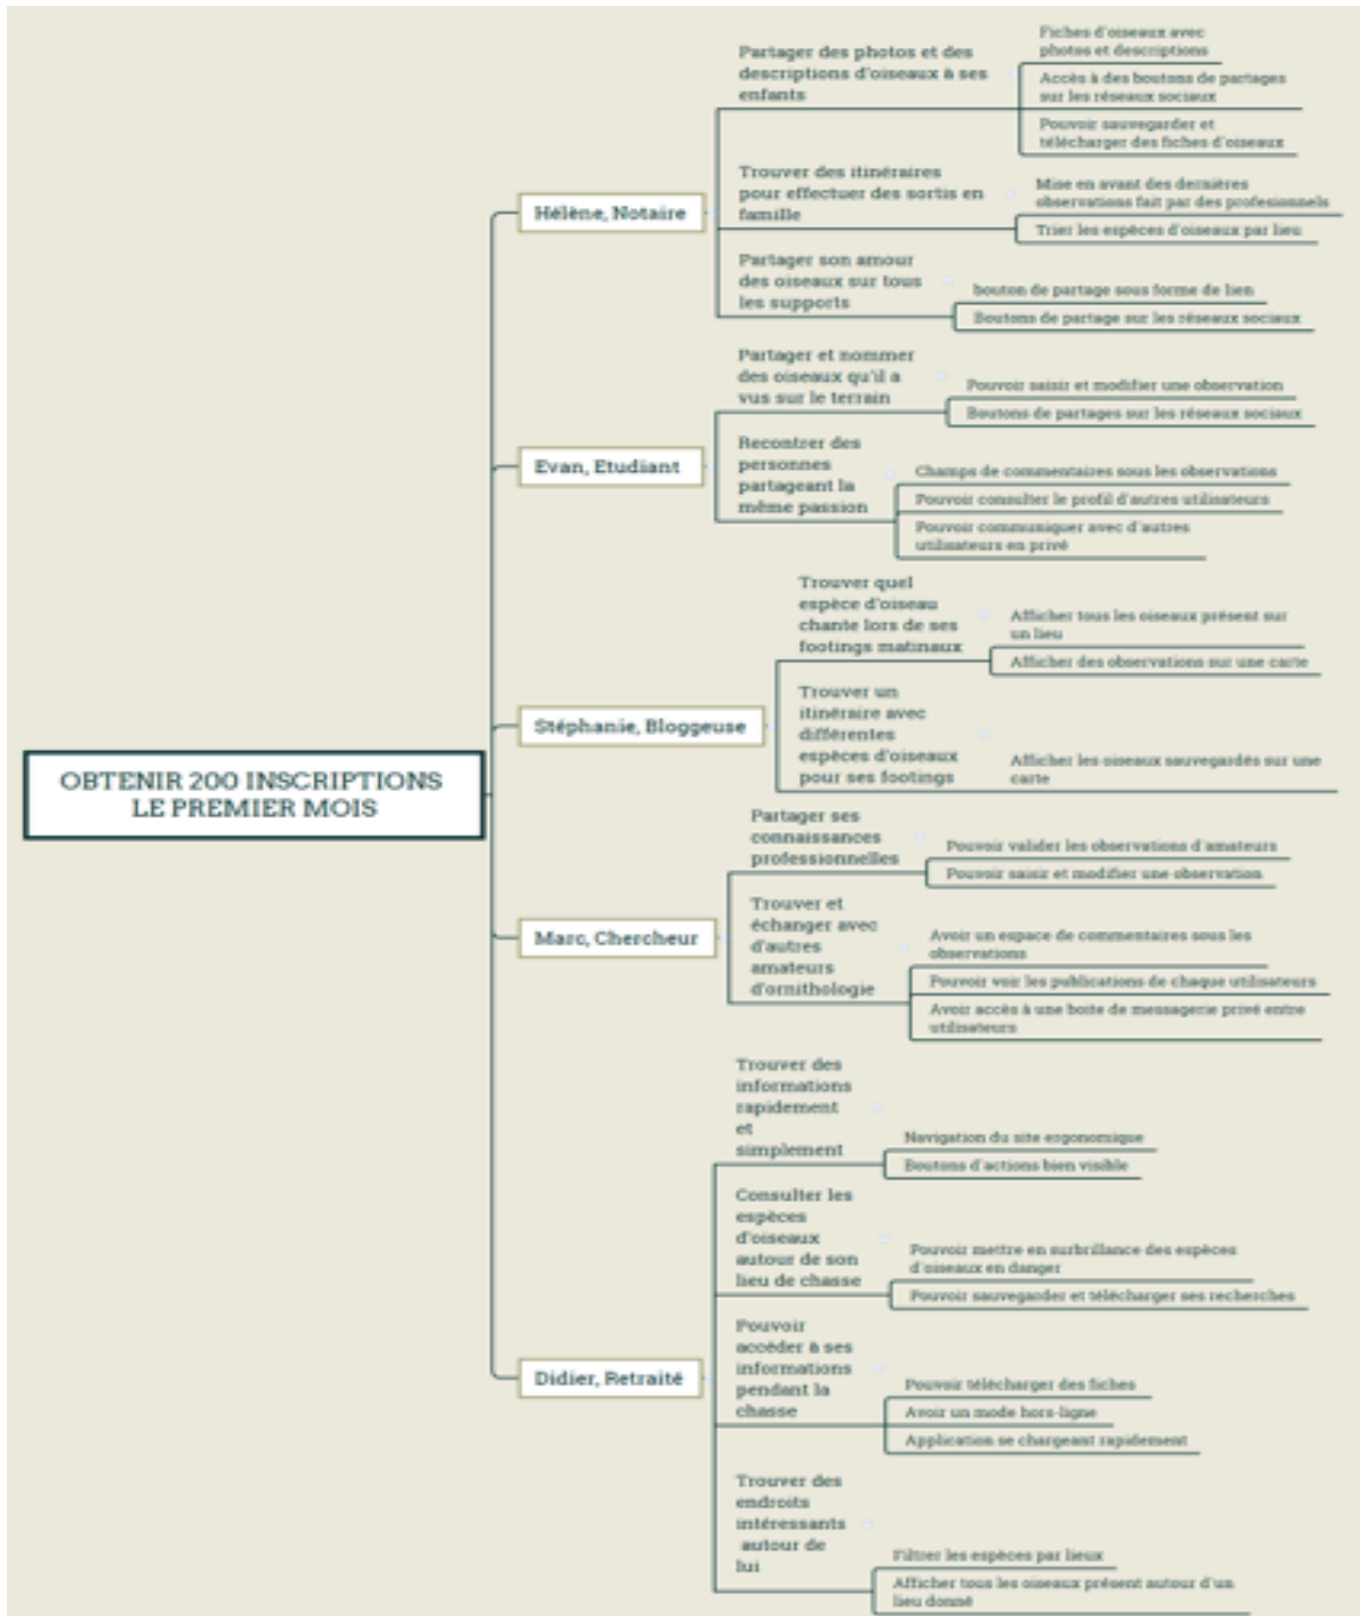 OBTENIR 200 INSCRIPTIONS
LE PREMIER MOIS
Hélène, Notaire
Partager des photos et des
descriptions d'oiseaux à ses
enfants
Fiches d'oiseaux avec
photos et descriptions
Accès à des boutons de partages
sur les réseaux sociaux
Pouvoir sauvegarder et
télécharger des fiches d'oiseaux
Trouver des itinéraires
pour effectuer des sortis en
famille
Mise en avant des dernières
observations fait par des profesionnels
Trier les espèces d'oiseaux par lieu
Partager son amour
des oiseaux sur tous
les supports
bouton de partage sous forme de lien
Boutons de partage sur les réseaux sociaux
Evan, Etudiant
Partager et nommer
des oiseaux qu'il a
vus sur le terrain
Pouvoir saisir et modifier une observation
Boutons de partages sur les réseaux sociaux
Recontrer des
personnes
partageant la
même passion
Champs de commentaires sous les observations
Pouvoir consulter le profil d'autres utilisateurs
Pouvoir communiquer avec d'autres
utilisateurs en privé
Stéphanie, Bloggeuse
Trouver quel
espèce d'oiseau
chante lors de ses
footings matinaux
Afficher tous les oiseaux présent sur
un lieu
Afficher des observations sur une carte
Trouver un
itinéraire avec
différentes
espèces d'oiseaux
pour ses footings
Afficher les oiseaux sauvegardés sur une
carte
Marc, Chercheur
Partager ses
connaissances
professionnelles
Pouvoir valider les observations d'amateurs
Pouvoir saisir et modifier une observation
Trouver et
échanger avec
d'autres
amateurs
d'ornithologie
Avoir un espace de commentaires sous les
observations
Pouvoir voir les publications de chaque utilisateurs
Avoir accès à une boite de messagerie privé entre
utilisateurs
Didier, Retraité
Trouver des
informations
rapidement
et
simplement
Navigation du site ergonomique
Boutons d'actions bien visible
Consulter les
espèces
d'oiseaux
autour de son
lieu de chasse
Pouvoir mettre en surbrillance des espèces
d'oiseaux en danger
Pouvoir sauvegarder et télécharger ses recherches
Pouvoir
accéder à ses
informations
pendant la
chasse
Pouvoir télécharger des fiches
Avoir un mode hors-ligne
Application se chargeant rapidement
Trouver des
endroits
intéressants
autour de
lui
Filtrer les espèces par lieux
Afficher tous les oiseaux présent autour d'un
lieu donné